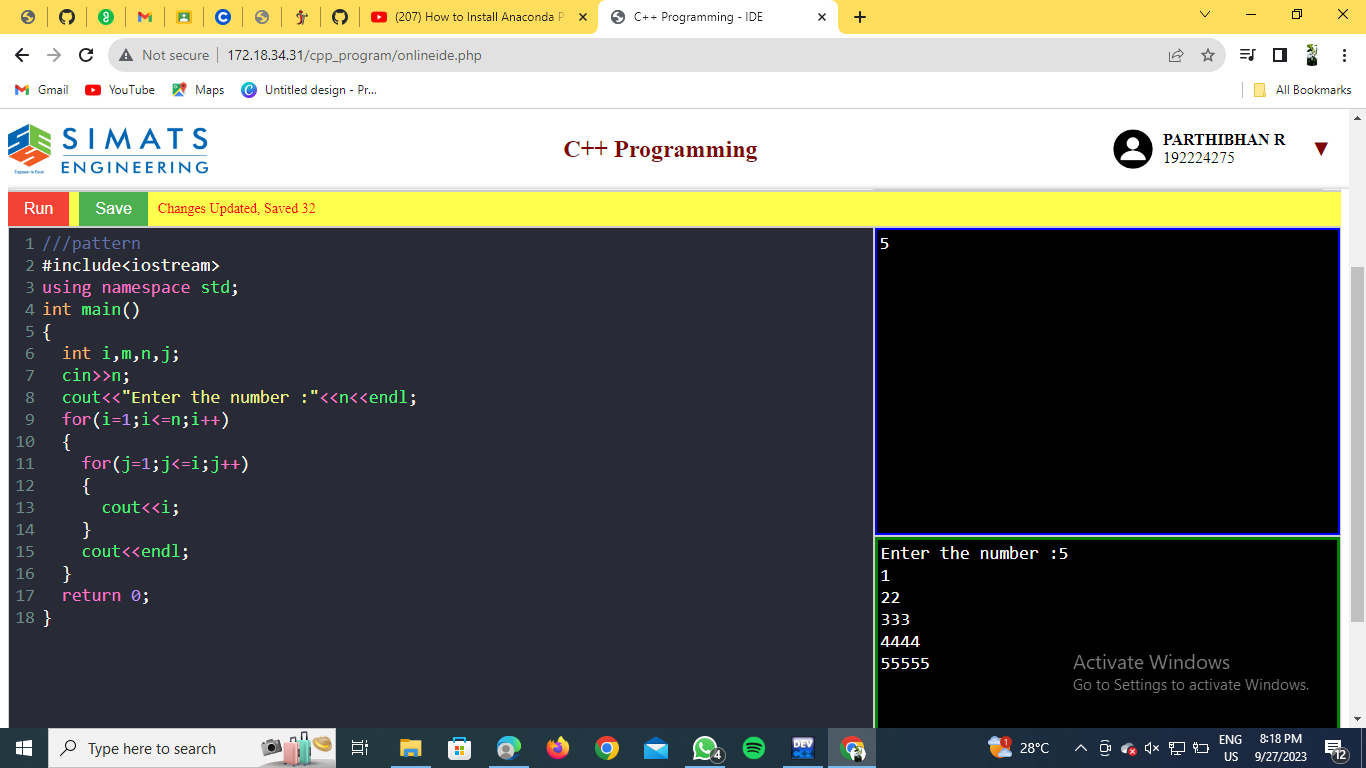 (207) How to Install Anaconda P
C++ Programming - IDE
Not secure
172.18.34.31/cpp_program/onlineide.php
Gmail
YouTube
Maps
Untitled design - Pr...
All Bookmarks
SIMATS
ENGINEERING
C++ Programming
PARTHIBHAN R
192224275
Run
Save
Changes Updated, Saved 32
1 ///pattern
2 #include<iostream>
3 using namespace std;
4 int main()
5 {
6   int i,m,n,j;
7   cin>>n;
8   cout<<"Enter the number :"<<n<<endl;
9   for(i=1;i<=n;i++)
10   {
11     for(j=1;j<=i;j++)
12     {
13       cout<<i;
14     }
15     cout<<endl;
16   }
17   return 0;
18 }
5
Enter the number :5
1
22
333
4444
55555
Activate Windows
Go to Settings to activate Windows.
Type here to search
4
DEV
1
28°C
ENG
US
8:18 PM
9/27/2023
12